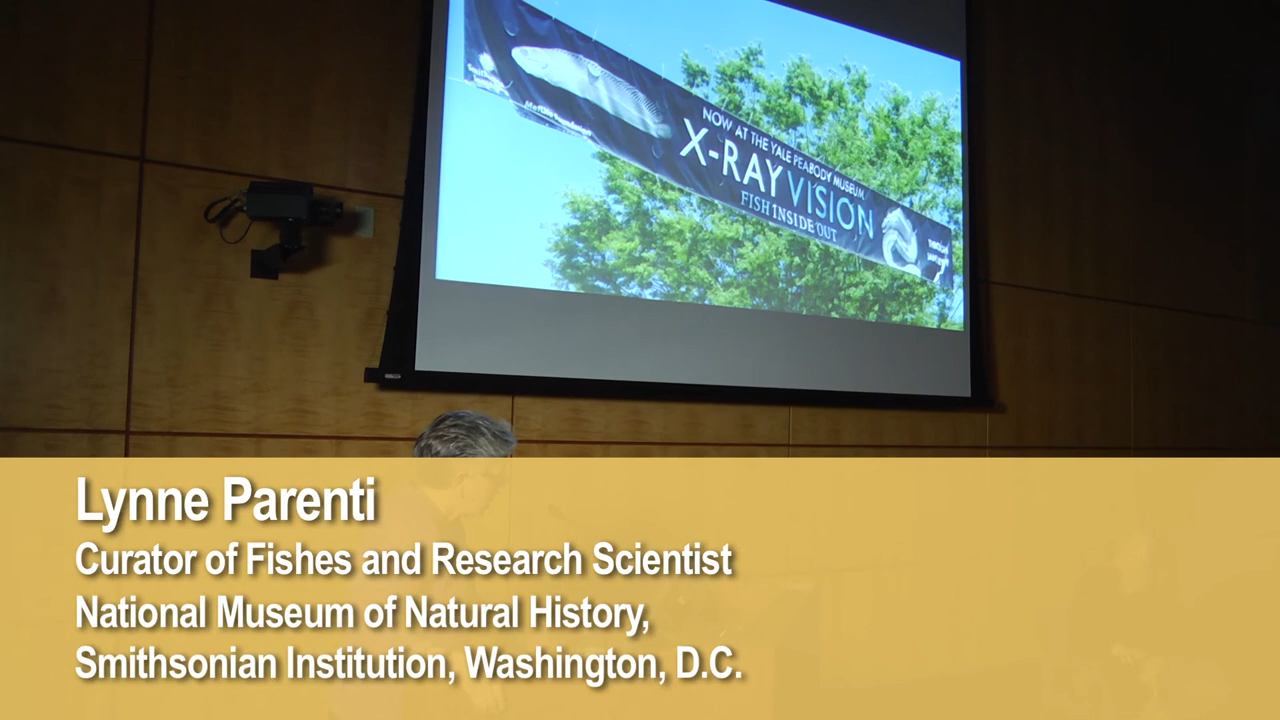 NOW AT THE YALE PEABODY MUSEUM
X-RAY VISION
FISH INSIDE OUT
Lynne Parenti
Curator of Fishes and Research Scientist
National Museum of Natural History,
Smithsonian Institution, Washington, D.C.